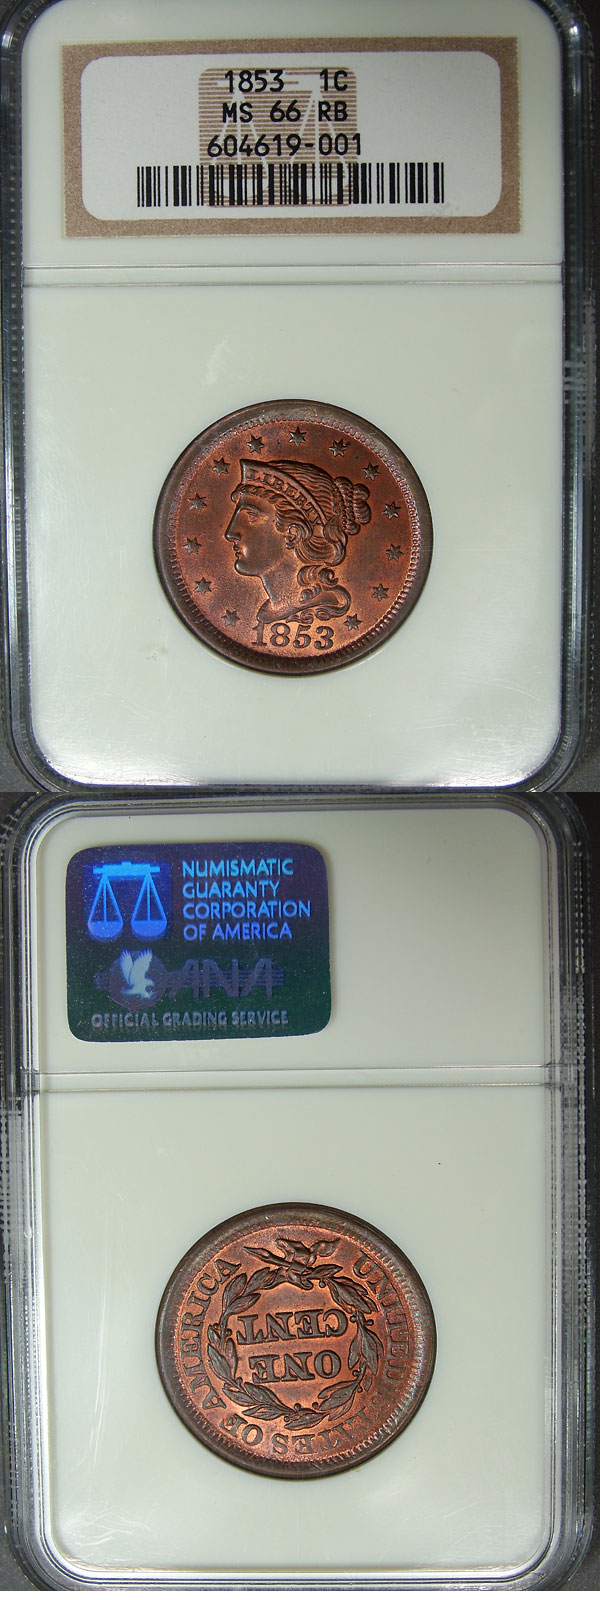 1853 1C
MS 66 RB
604619-001
LIBERTY
1853
NUMISMATIC
GUARANTY
CORPORATION
OF AMERICA
ANA
OFFICIAL GRADING SERVICE
UNITED STATES OF AMERICA
ONE
CENT